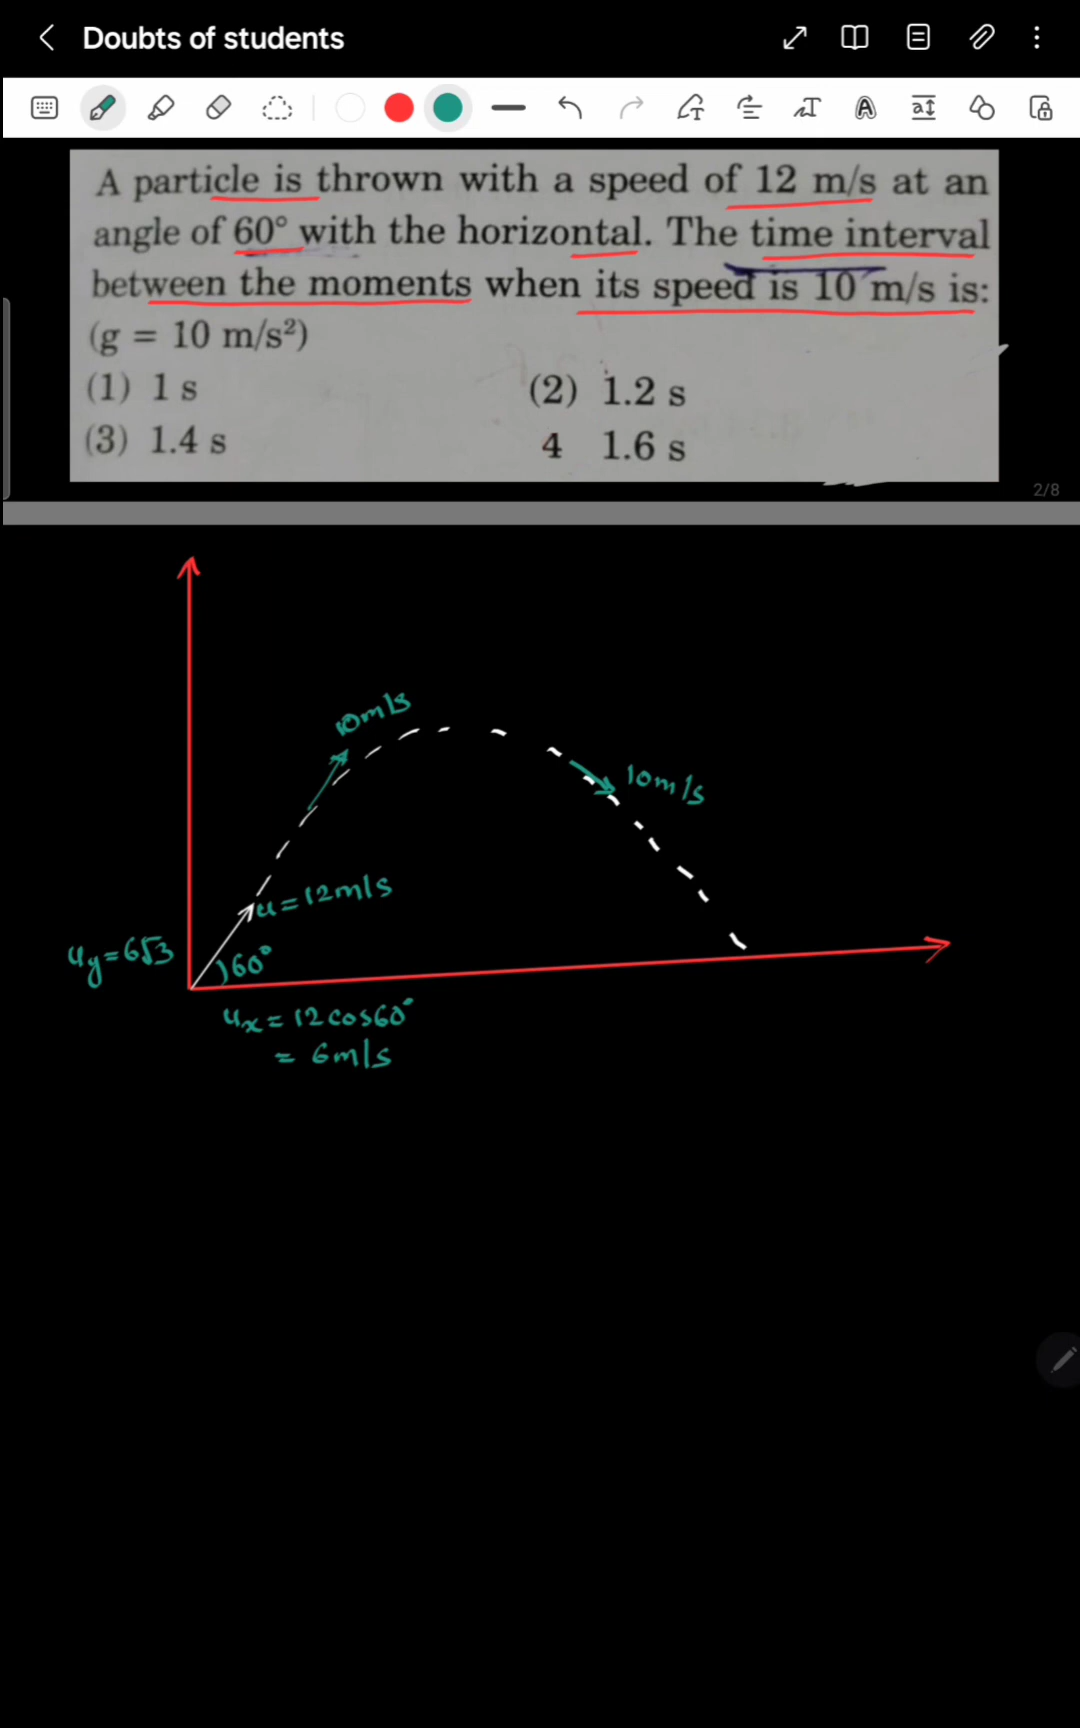 Doubts of students
A particle is thrown with a speed of 12 m/s at an
angle of 60° with the horizontal. The time interval
between the moments when its speed is 10 m/s is:
(g = 10 m/s²)
(1) 1 s (2) 1.2 s
(3) 1.4 s 4 1.6 s
2/8
10m/s
10m/s
u=12m/s
uy=6√3
60°
ux = 12cos60°
= 6m/s